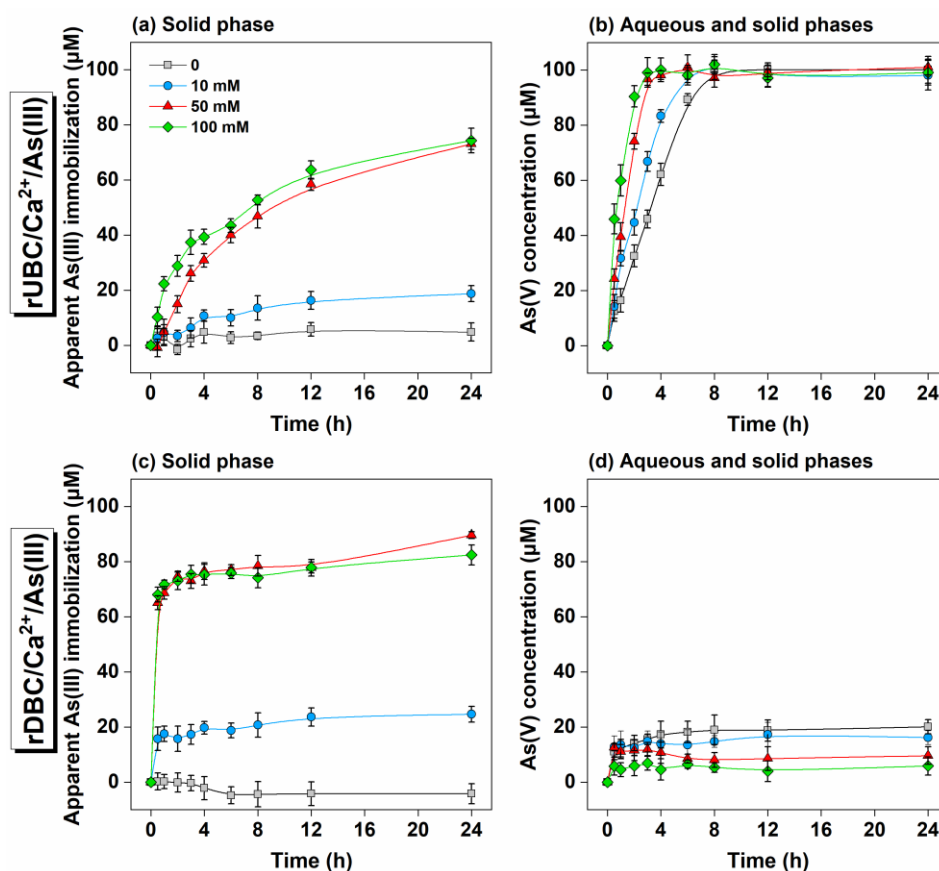 (a) Solid phase
(b) Aqueous and solid phases
rUBC/Ca²⁺/As(III)
Apparent As(III) immobilization (µM)
100
80
60
40
20
0
0
10 mM
50 mM
100 mM
0 4 8 12 16 20 24
Time (h)
As(V) concentration (µM)
100
80
60
40
20
0
0 4 8 12 16 20 24
Time (h)
(c) Solid phase
(d) Aqueous and solid phases
rDBC/Ca²⁺/As(III)
Apparent As(III) immobilization (µM)
100
80
60
40
20
0
0 4 8 12 16 20 24
Time (h)
As(V) concentration (µM)
100
80
60
40
20
0
0 4 8 12 16 20 24
Time (h)